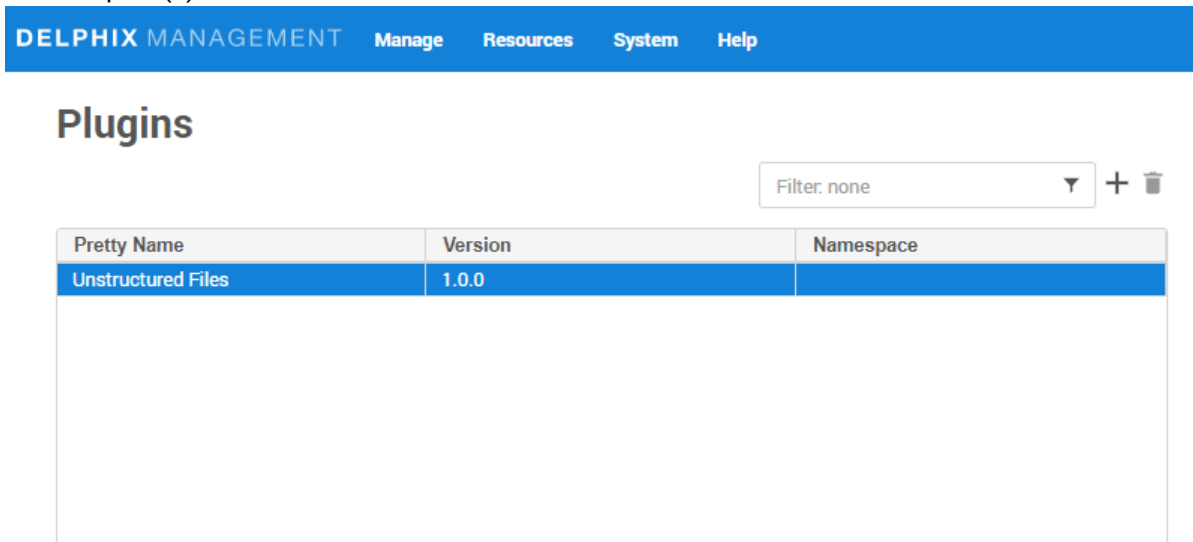 DELPHIX MANAGEMENT Manage Resources System Help
Plugins
Filter: none
Pretty Name Version Namespace
Unstructured Files 1.0.0